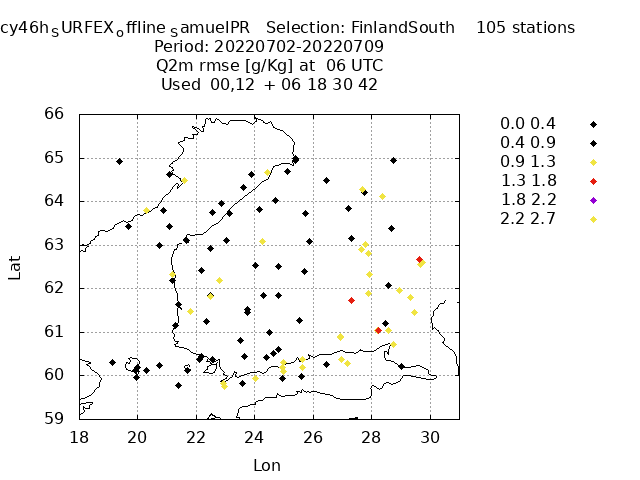 cy46h_SURFEX_offline_SamuelPR Selection: FinlandSouth 105 stations
Period: 20220702-20220709
Q2m rmse [g/Kg] at 06 UTC
Used 00,12 + 06 18 30 42
66
65
64
63
62
61
60
59
18 20 22 24 26 28 30
Lat
Lon
0.0 0.4
0.4 0.9
0.9 1.3
1.3 1.8
1.8 2.2
2.2 2.7